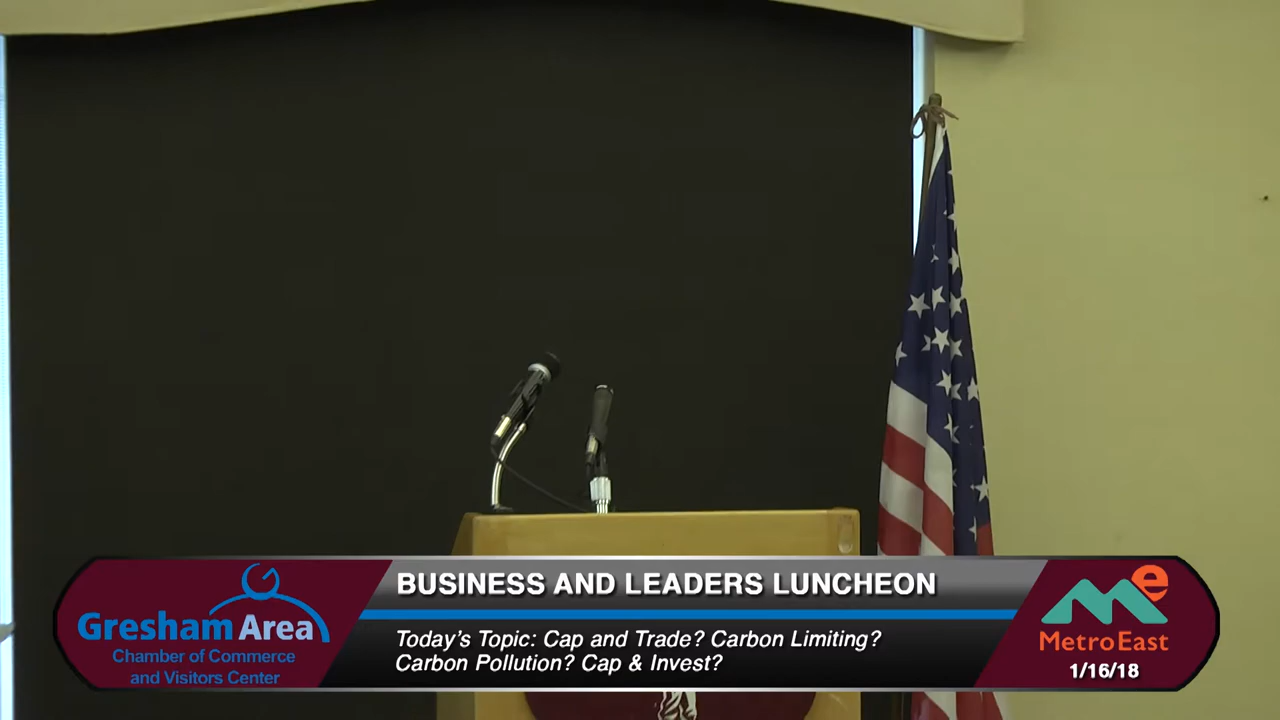 BUSINESS AND LEADERS LUNCHEON
Gresham Area
Chamber of Commerce
and Visitors Center
Today's Topic: Cap and Trade? Carbon Limiting?
Carbon Pollution? Cap & Invest?
Me
MetroEast
1/16/18